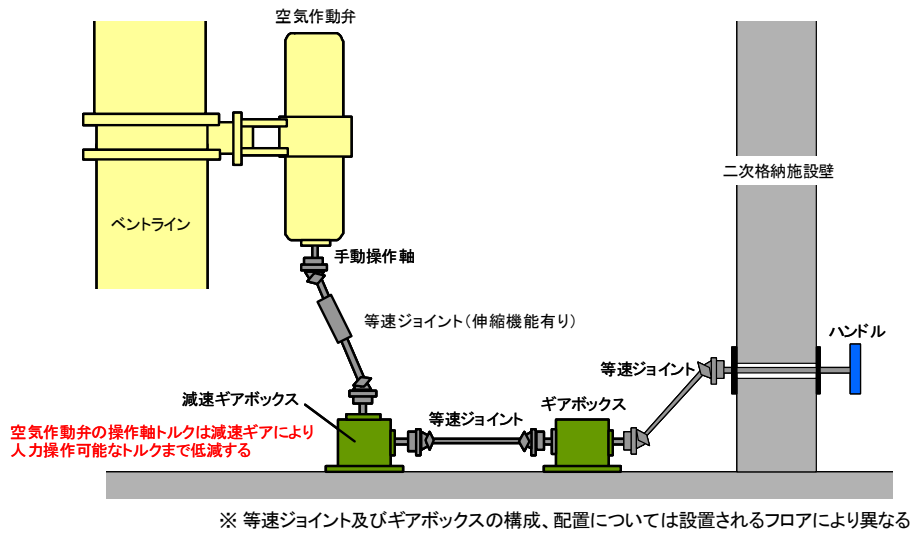 空気作動弁
二次格納施設壁
ベントライン
手動操作軸
等速ジョイント(伸縮機能有り)
ハンドル
等速ジョイント
減速ギアボックス
ギアボックス
等速ジョイント
空気作動弁の操作軸トルクは減速ギアにより
人力操作可能なトルクまで低減する
※ 等速ジョイント及びギアボックスの構成、配置については設置されるフロアにより異なる